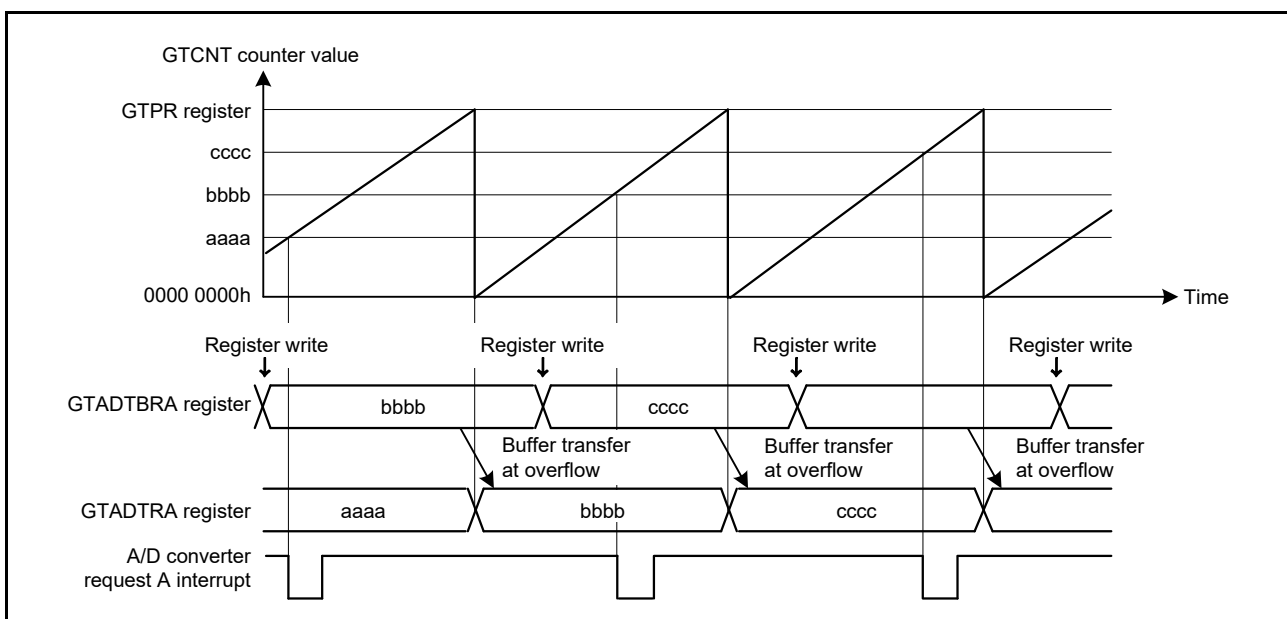 GTCNT counter value
GTPR register
cccc
bbbb
aaaa
0000 0000h
Time
Register write
Register write
Register write
Register write
GTADTBRA register
bbbb
cccc
Buffer transfer
at overflow
Buffer transfer
at overflow
Buffer transfer
at overflow
GTADTRA register
aaaa
bbbb
cccc
A/D converter
request A interrupt